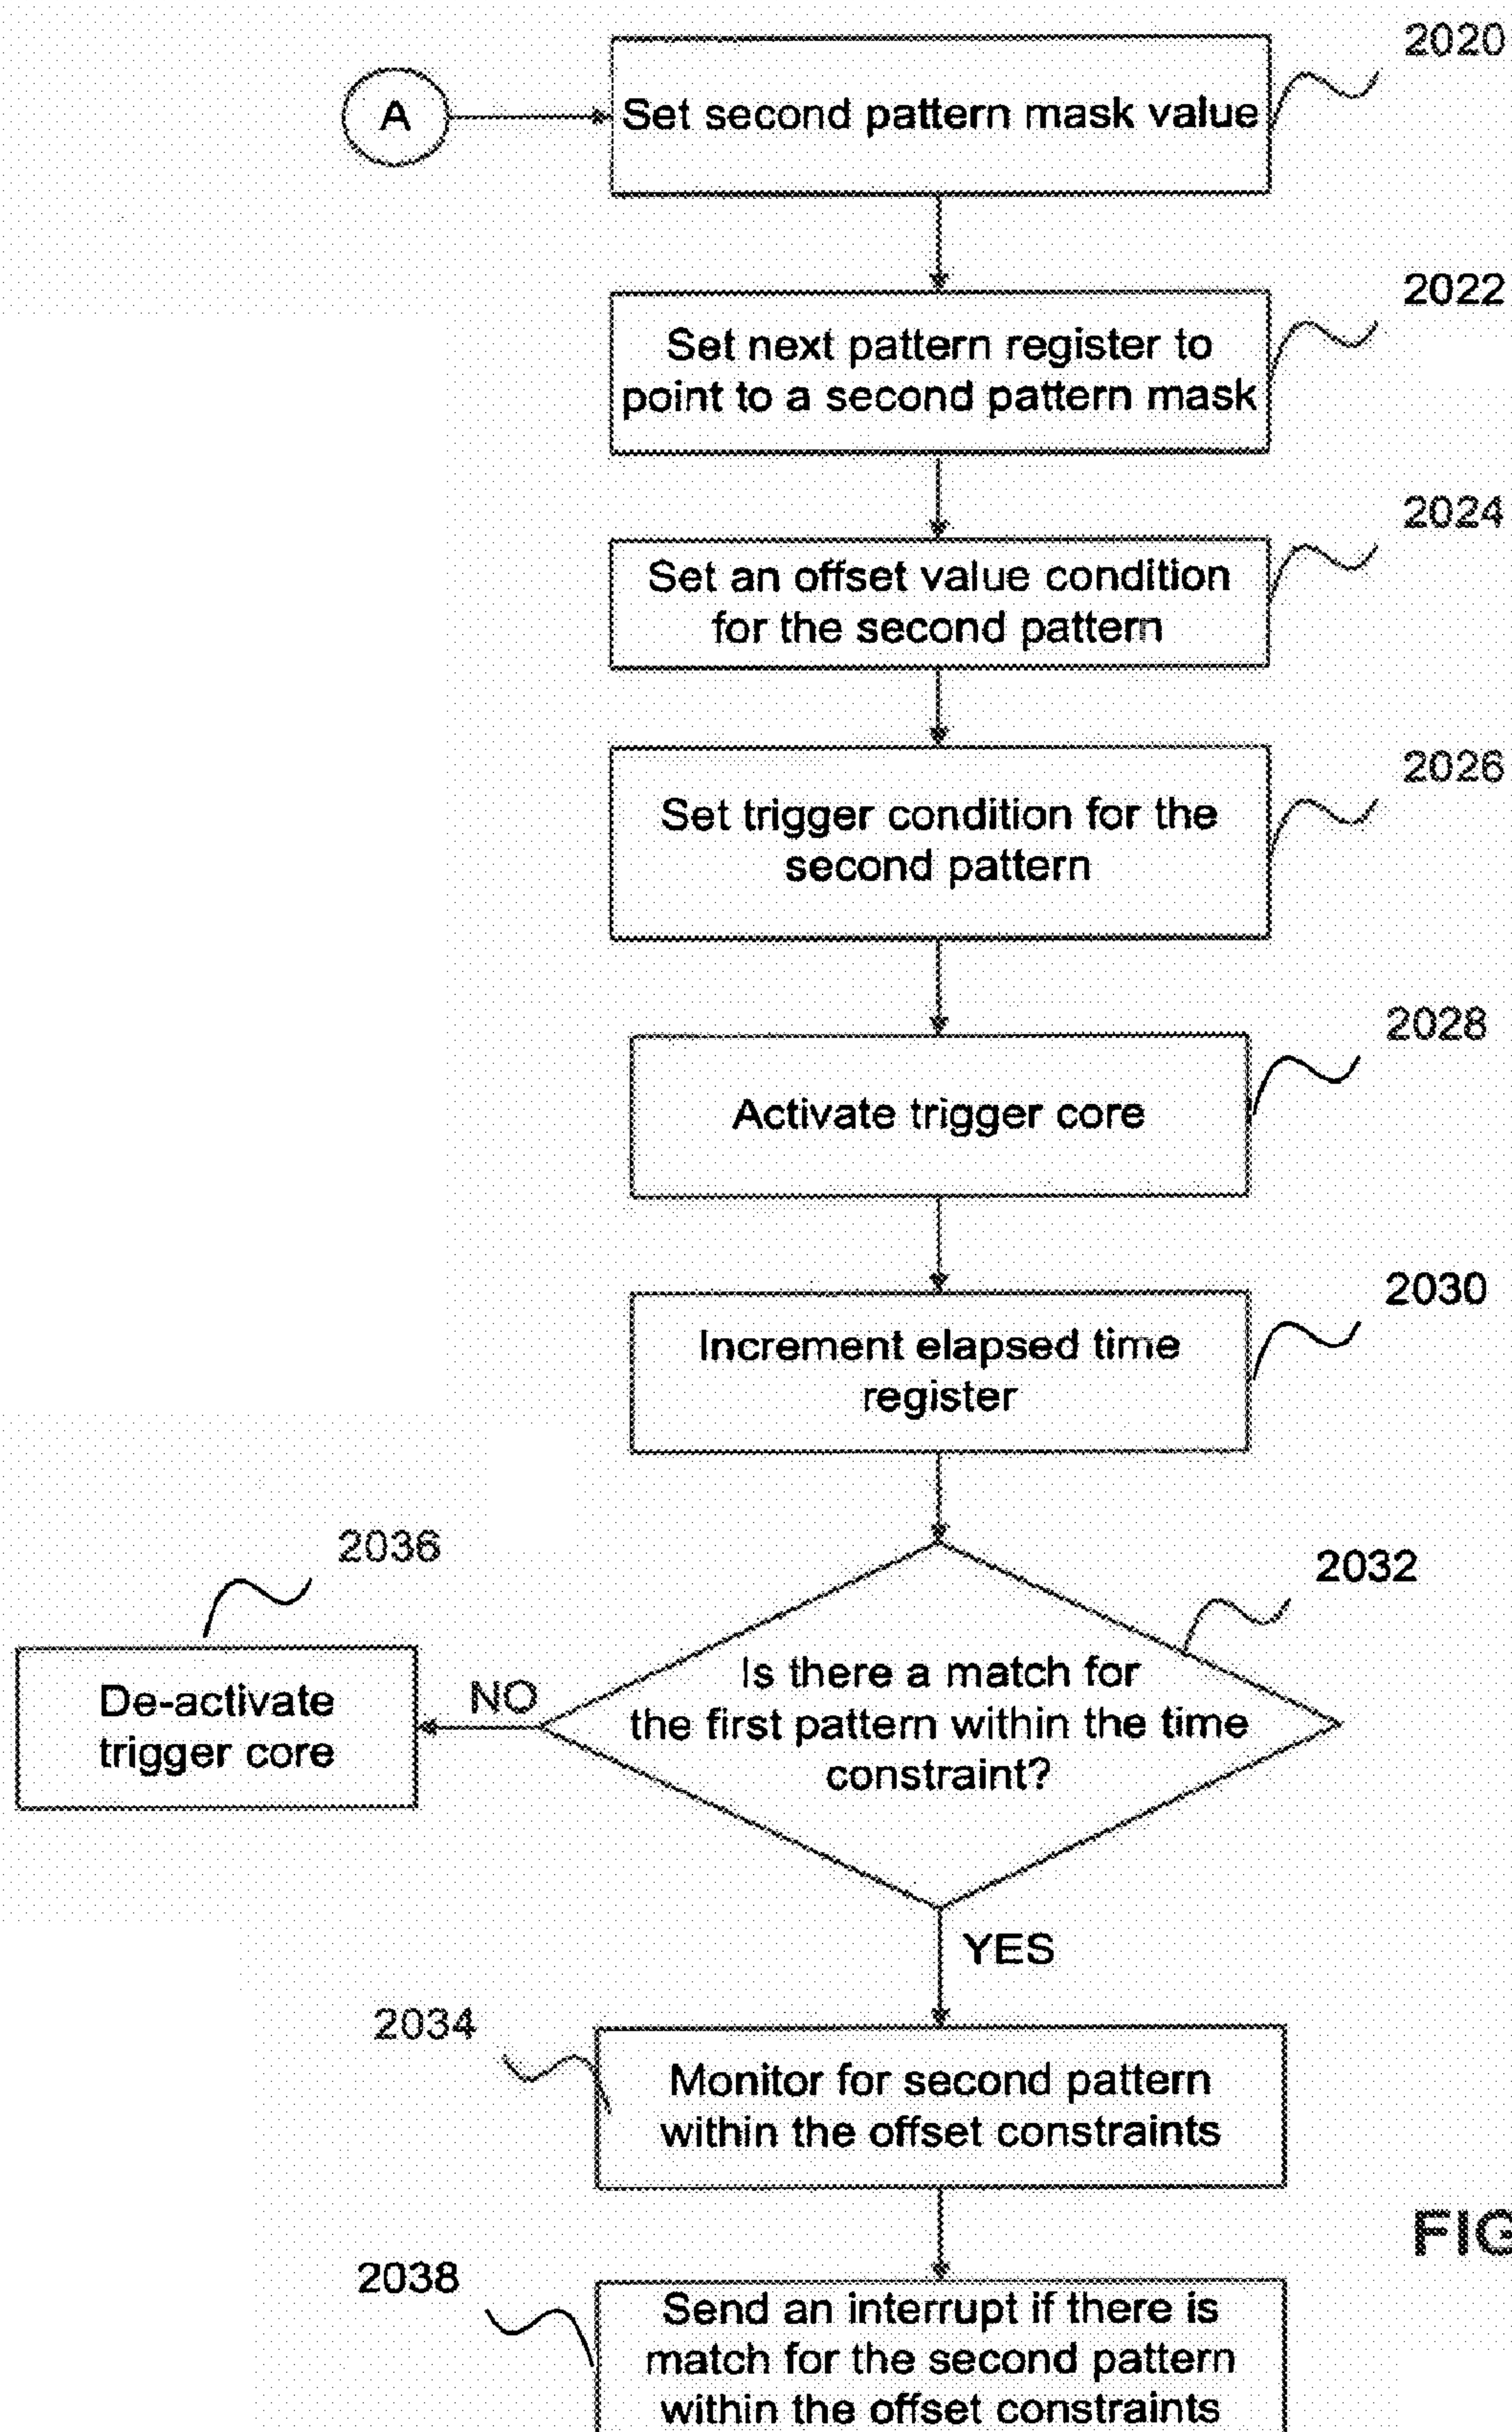 2020
A
Set second pattern mask value
2022
Set next pattern register to
point to a second pattern mask
2024
Set an offset value condition
for the second pattern
2026
Set trigger condition for the
second pattern
2028
Activate trigger core
2030
Increment elapsed time
register
2036
De-activate
trigger core
NO
2032
Is there a match for
the first pattern within the time
constraint?
YES
2034
Monitor for second pattern
within the offset constraints
FIG
2038
Send an interrupt if there is
match for the second pattern
within the offset constraints